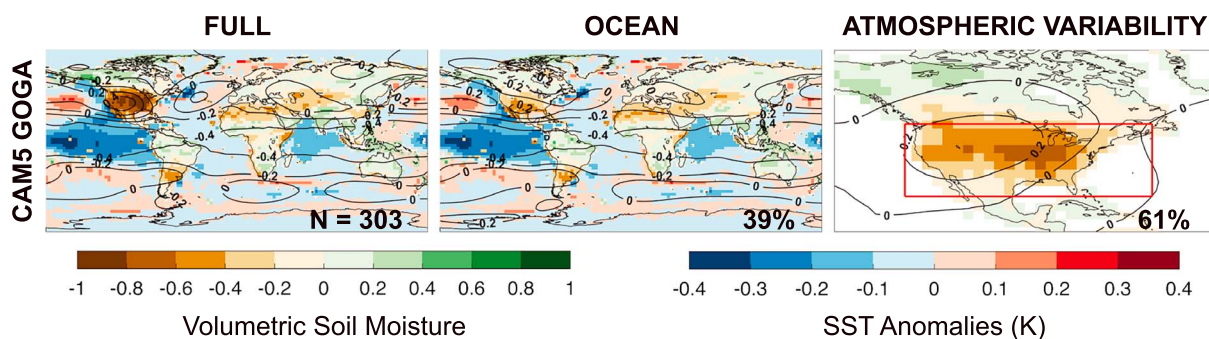 FULL
OCEAN
ATMOSPHERIC VARIABILITY
CAM5 GOGA
N = 303
39%
61%
-1 -0.8 -0.6 -0.4 -0.2 0 0.2 0.4 0.6 0.8 1
Volumetric Soil Moisture
-0.4 -0.3 -0.2 -0.1 0 0.1 0.2 0.3 0.4
SST Anomalies (K)